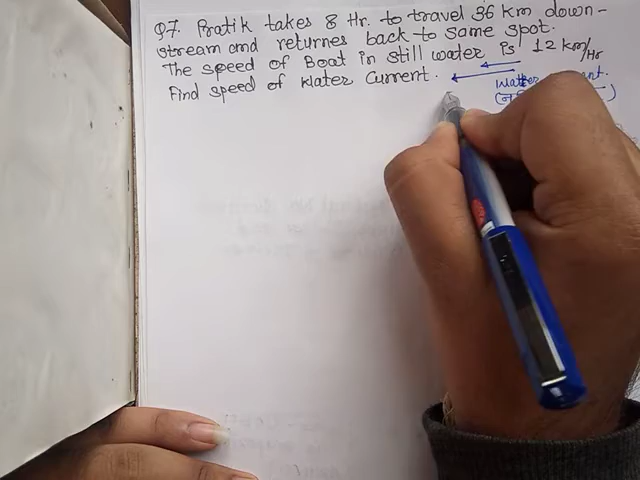 Q7. Pratik takes 8 Hr. to travel 36 Km down-
stream and returnes back to same spot.
The speed of Boat in still water is 12 Km/Hr
Find speed of Water Current.
Water